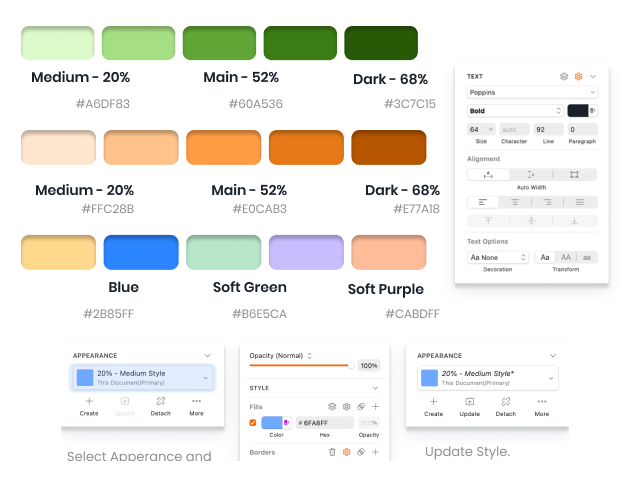 Medium - 20%
Main - 52%
Dark - 68%
#A6DF83
#60A536
#3C7C15
Medium - 20%
Main - 52%
Dark - 68%
#FFC28B
#E0CAB3
#E77A18
Blue
Soft Green
Soft Purple
#2B85FF
#B6E5CA
#CABDFF
TEXT
Poppins
Bold
64
auto
92
0
Size
Character
Line
Paragraph
Alignment
A
A
Auto Width
Text Options
Aa None
Aa
AA
aa
Decoration
Transform
APPEARANCE
20% - Medium Style
This Document/Primary/
Create
Update
Detach
More
Select Apperance and
Opacity (Normal)
100%
STYLE
Fills
# 6FA8FF
100%
Color
Hex
Opacity
Borders
APPEARANCE
20% - Medium Style*
This Document/Primary/
Create
Update
Detach
More
Update Style.